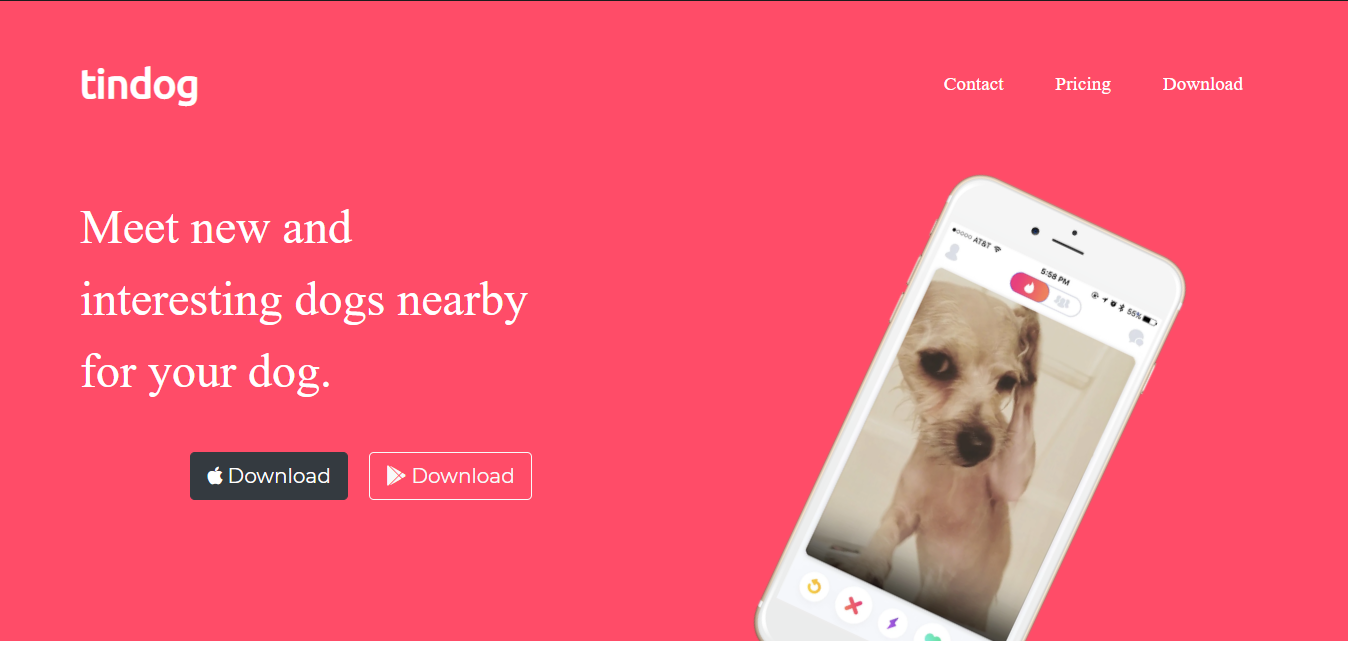 tindog
Contact Pricing Download
Meet new and
interesting dogs nearby
for your dog.
Download Download
AT&T
5:58 PM
55%